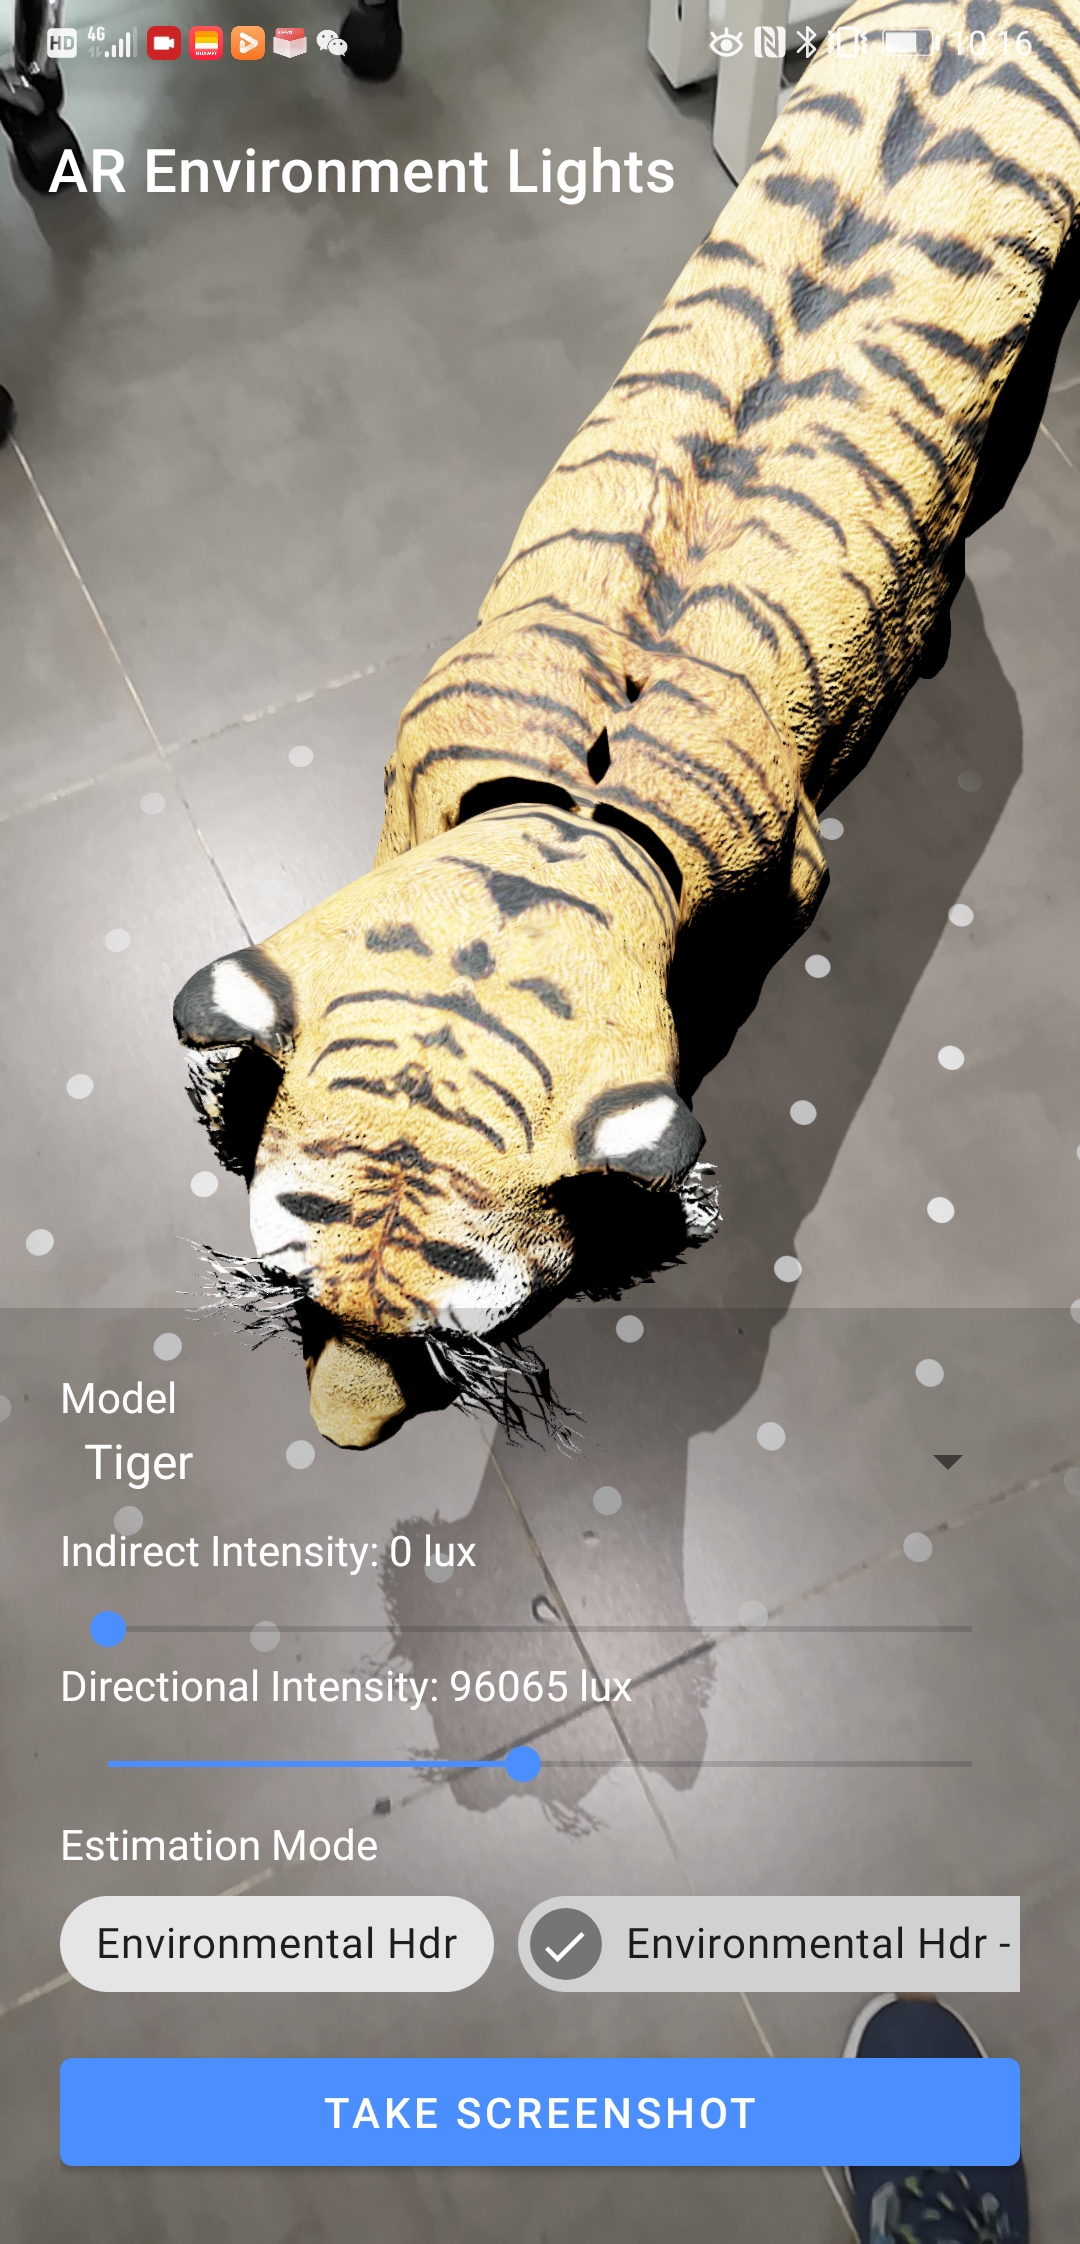 HD 4G 10:16
AR Environment Lights
Model
Tiger
Indirect Intensity: 0 lux
Directional Intensity: 96065 lux
Estimation Mode
Environmental Hdr
Environmental Hdr -
TAKE SCREENSHOT